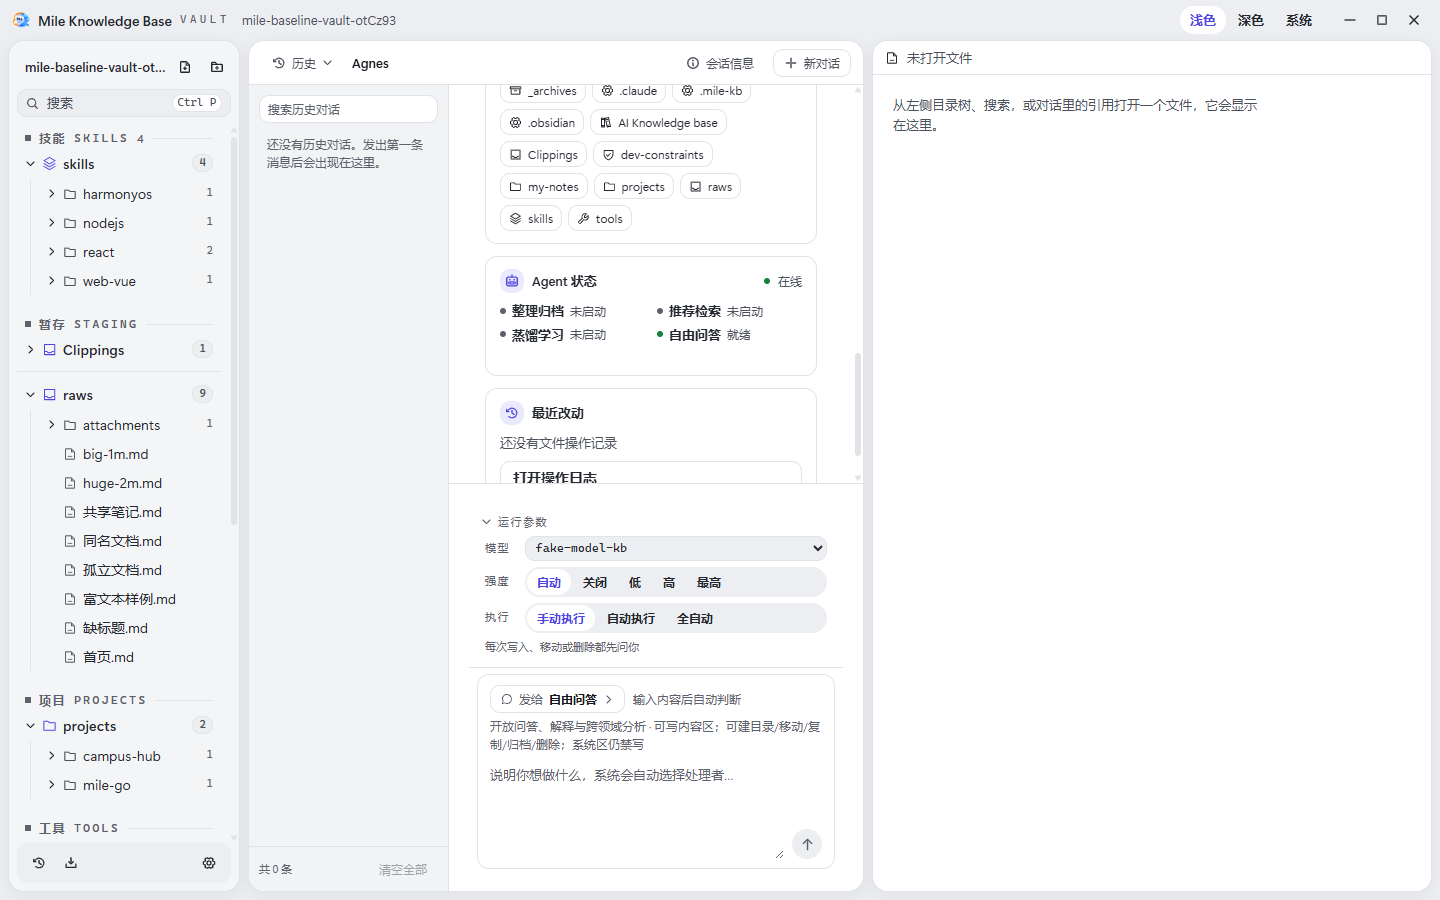 Mile Knowledge Base VAULT mile-baseline-vault-otCz93
浅色 深色 系统
mile-baseline-vault-ot...
搜索 Ctrl P
技能 SKILLS 4
skills 4
harmonyos 1
nodejs 1
react 2
web-vue 1
暂存 STAGING
Clippings 1
raws 9
attachments 1
big-1m.md
huge-2m.md
共享笔记.md
同名文档.md
孤立文档.md
富文本样例.md
缺标题.md
首页.md
项目 PROJECTS
projects 2
campus-hub 1
mile-go 1
工具 TOOLS
历史 Agnes
会话信息 新对话
搜索历史对话
还没有历史对话。发出第一条
消息后会出现在这里。
共 0 条 清空全部
_archives .claude .mile-kb
.obsidian AI Knowledge base
Clippings dev-constraints
my-notes projects raws
skills tools
Agent 状态 在线
整理归档 未启动 推荐检索 未启动
蒸馏学习 未启动 自由问答 就绪
最近改动
还没有文件操作记录
打开操作日志
运行参数
模型 fake-model-kb
强度 自动 关闭 低 高 最高
执行 手动执行 自动执行 全自动
每次写入、移动或删除都先问你
发给 自由问答 输入内容后自动判断
开放问答、解释与跨领域分析 · 可写内容区；可建目录/移动/复
制/归档/删除；系统区仍禁写
说明你想做什么，系统会自动选择处理者...
未打开文件
从左侧目录树、搜索，或对话里的引用打开一个文件，它会显示
在这里。